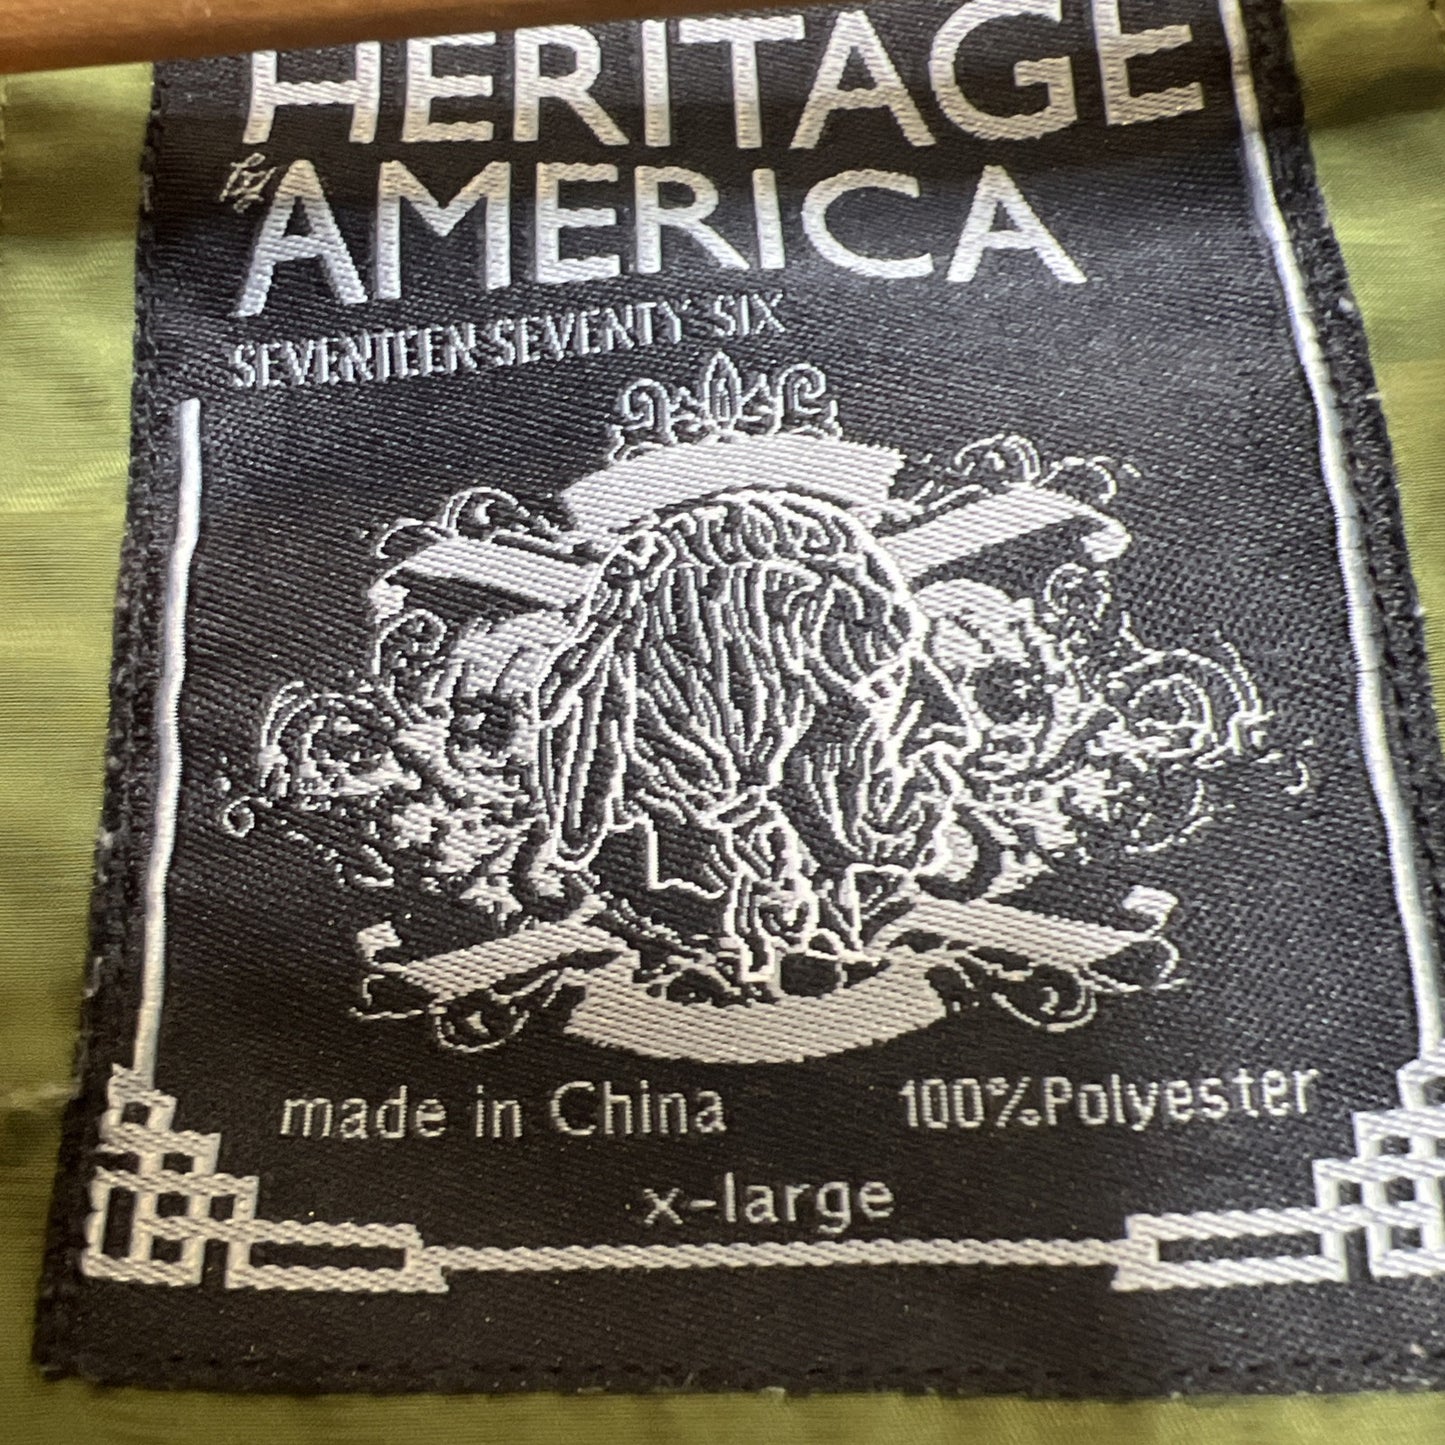 HERITAGE
by AMERICA
SEVENTEEN SEVENTY SIX
made in China 100%Polyester
x-large